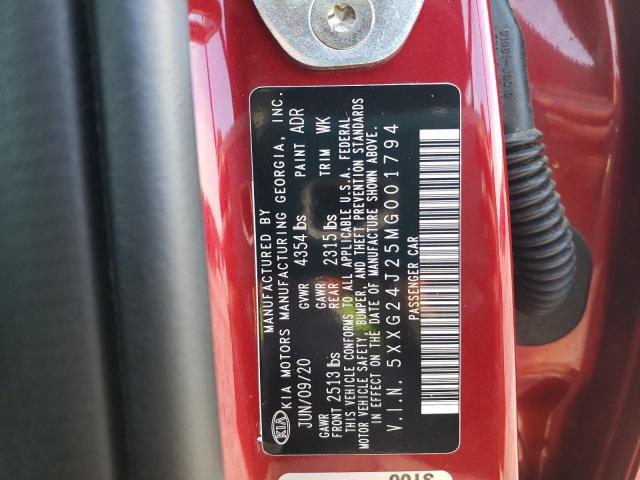 MANUFACTURED BY
KIA KIA MOTORS MANUFACTURING GEORGIA, INC.
JUN/09/20 GVWR 4354 lbs PAINT ADR
GAWR FRONT 2513 lbs GAWR REAR 2315 lbs TRIM WK
THIS VEHICLE CONFORMS TO ALL APPLICABLE U.S.A. FEDERAL
MOTOR VEHICLE SAFETY, BUMPER, AND THEFT PREVENTION STANDARDS
IN EFFECT ON THE DATE OF MANUFACTURE SHOWN ABOVE.
V.I.N. 5XXG24J25MG001794
PASSENGER CAR